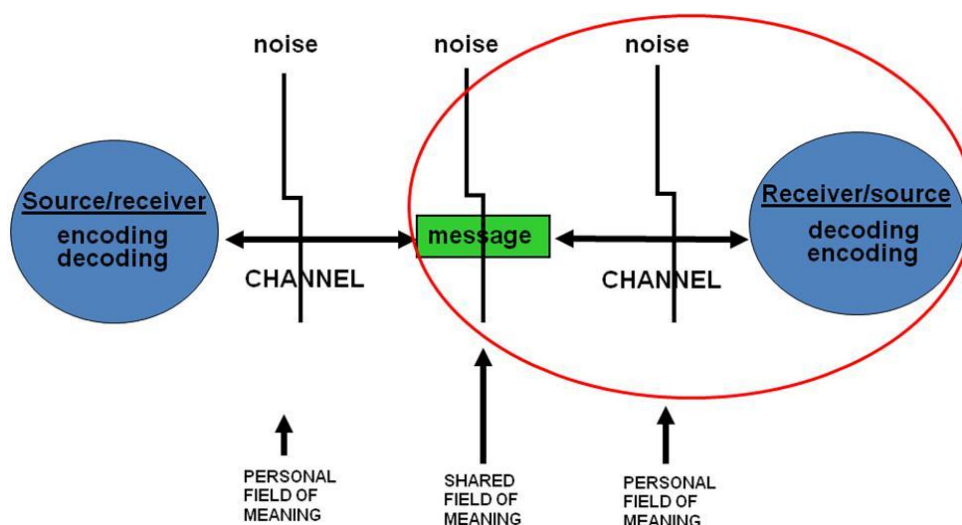 noise
noise
noise
Source/receiver
encoding
decoding
CHANNEL
message
CHANNEL
Receiver/source
decoding
encoding
PERSONAL
FIELD OF
MEANING
SHARED
FIELD OF
MEANING
PERSONAL
FIELD OF
MEANING